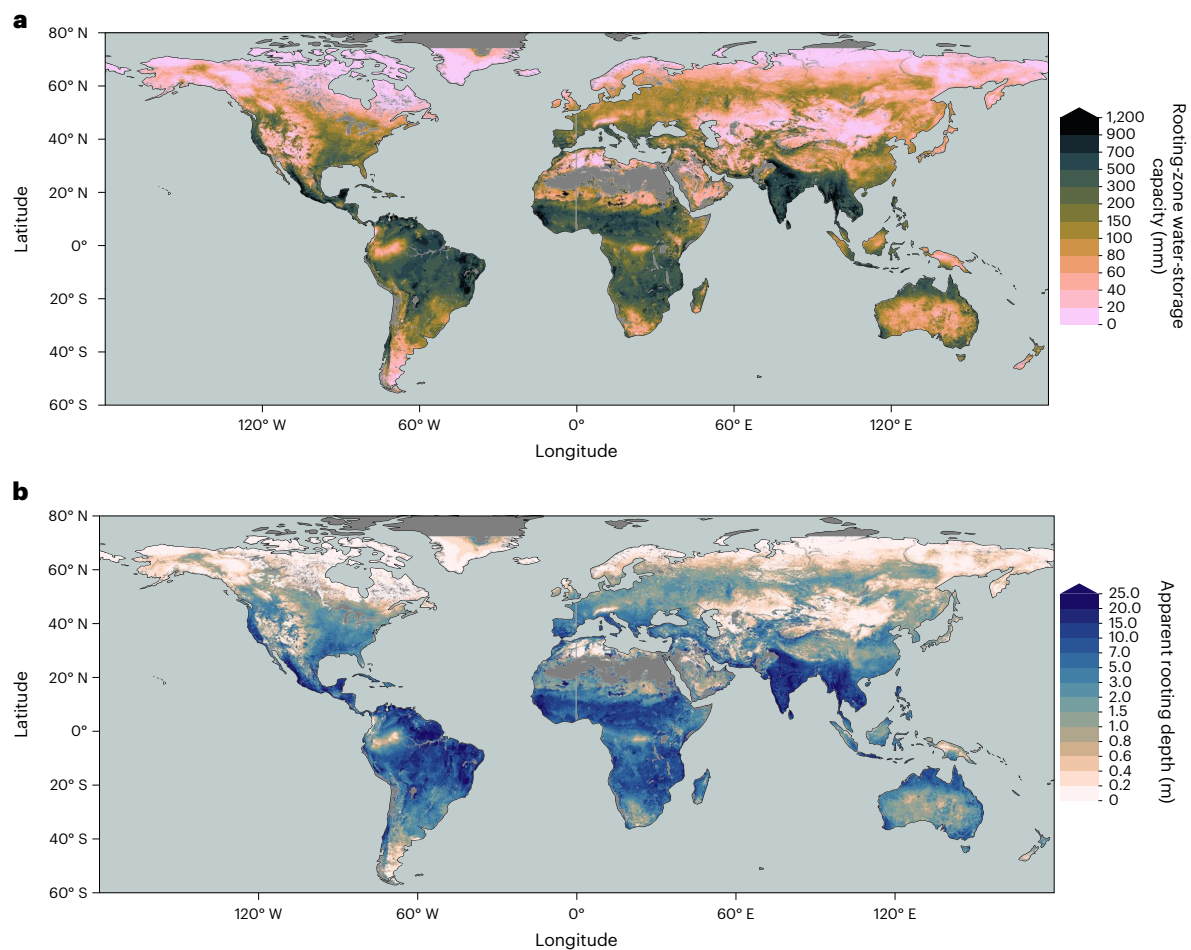 a
80° N
60° N
40° N
20° N
0°
20° S
40° S
60° S
Latitude
120° W
60° W
0°
60° E
120° E
Longitude
1,200
900
700
500
300
200
150
100
80
60
40
20
0
Rooting-zone water-storage
capacity (mm)
b
80° N
60° N
40° N
20° N
0°
20° S
40° S
60° S
Latitude
120° W
60° W
0°
60° E
120° E
Longitude
25.0
20.0
15.0
10.0
7.0
5.0
3.0
2.0
1.5
1.0
0.8
0.6
0.4
0.2
0
Apparent rooting depth (m)